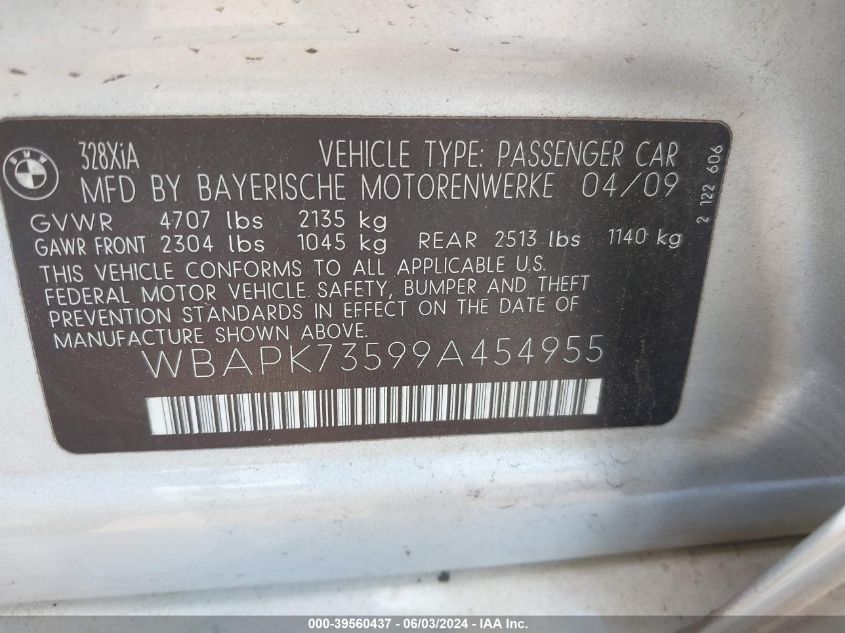 BMW
328XiA VEHICLE TYPE: PASSENGER CAR
MFD BY BAYERISCHE MOTORENWERKE 04/09
GVWR 4707 lbs 2135 kg
GAWR FRONT 2304 lbs 1045 kg REAR 2513 lbs 1140 kg
THIS VEHICLE CONFORMS TO ALL APPLICABLE U.S.
FEDERAL MOTOR VEHICLE SAFETY, BUMPER AND THEFT
PREVENTION STANDARDS IN EFFECT ON THE DATE OF
MANUFACTURE SHOWN ABOVE.
WBAPK73599A454955
2 122 606
000-39560437 - 06/03/2024 - IAA Inc.